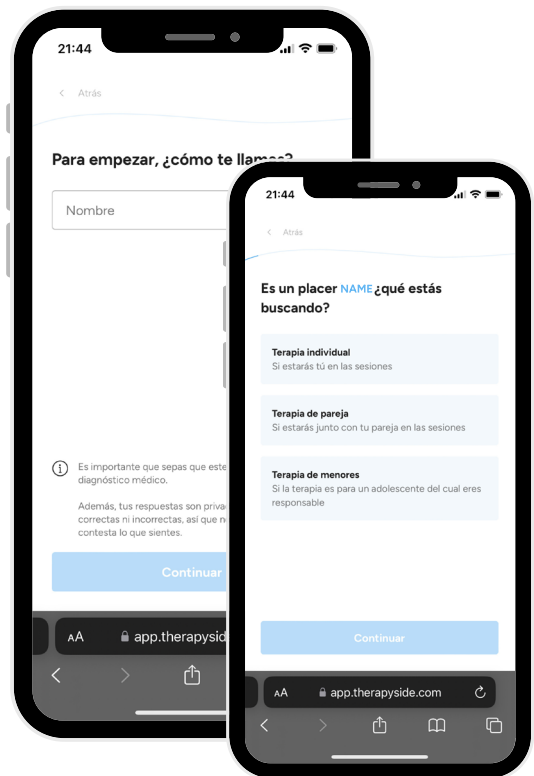 21:44
Atrás
Para empezar, ¿cómo te llamas?
Nombre
Es importante que sepas que este
diagnóstico médico.
Además, tus respuestas son
correctas ni incorrectas, así que
contesta lo que sientes.
Continuar
AA
21:44
Atrás
Es un placer NAME ¿qué estás
buscando?
Terapia individual
Si estarás tú en las sesiones
Terapia de pareja
Si estarás junto con tu pareja en las sesiones
Terapia de menores
Si la terapia es para un adolescente del cual eres
responsable
Continuar
AA
app.therapyside.com